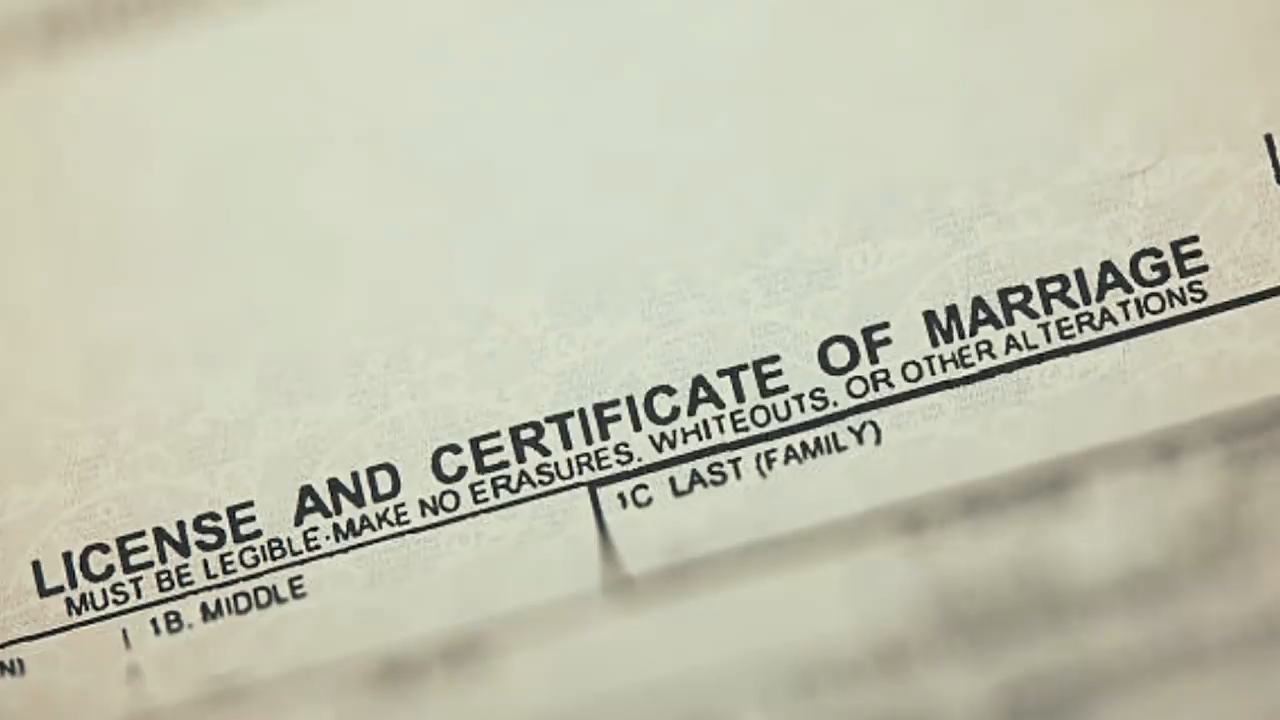 LICENSE AND CERTIFICATE OF MARRIAGE
MUST BE LEGIBLE-MAKE NO ERASURES, WHITEOUTS, OR OTHER ALTERATIONS
1B. MIDDLE
1C LAST (FAMILY)